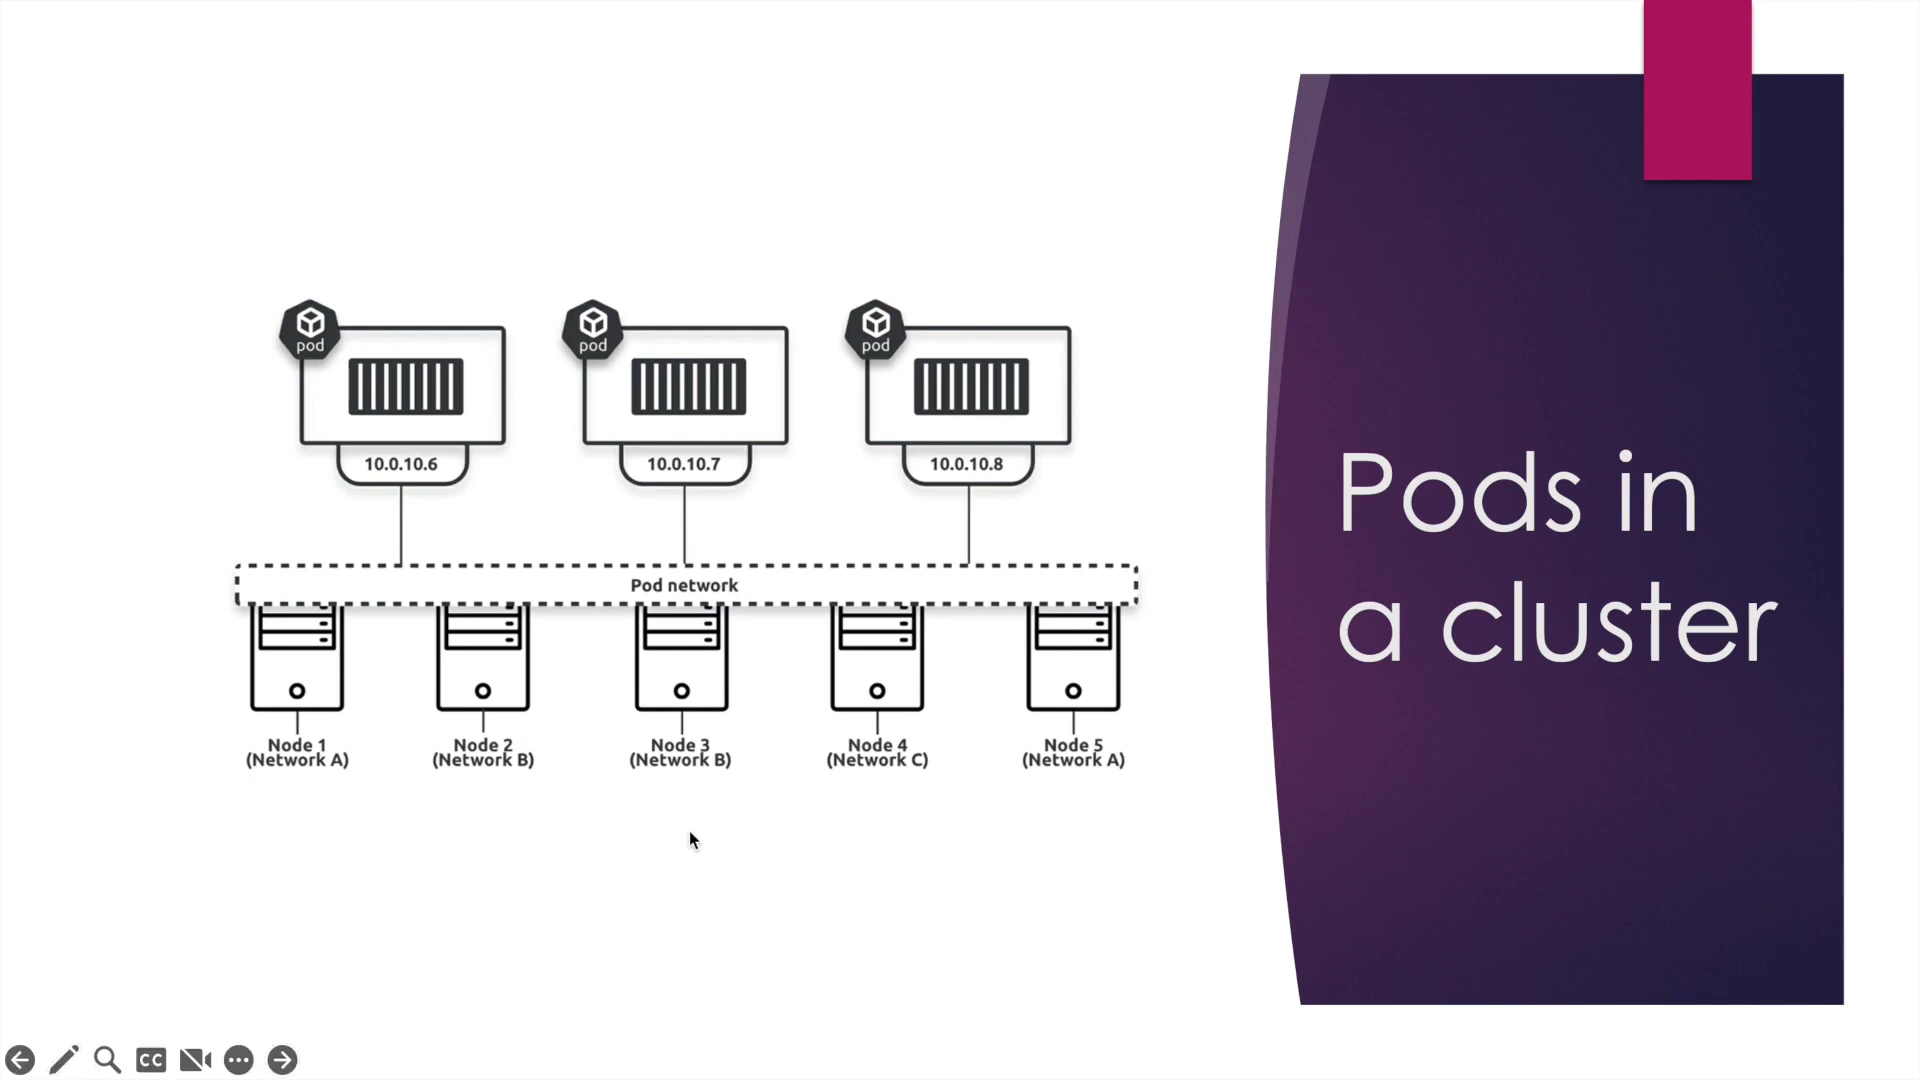 pod
pod
pod
10.0.10.6
10.0.10.7
10.0.10.8
Pod network
Node 1
(Network A)
Node 2
(Network B)
Node 3
(Network B)
Node 4
(Network C)
Node 5
(Network A)
Pods in
a cluster
CC